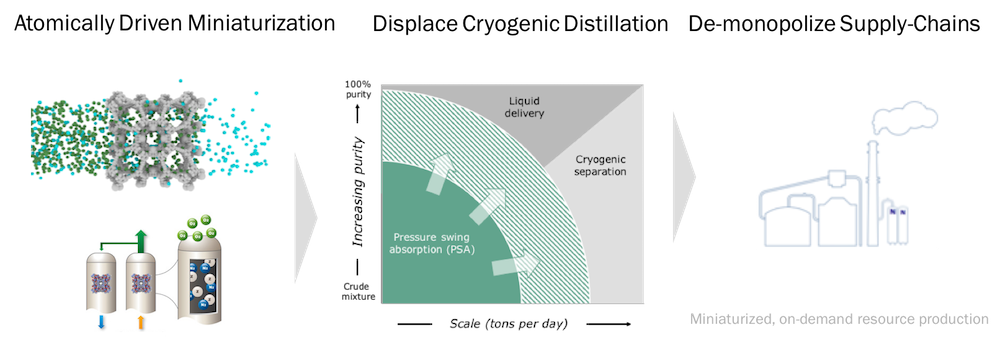 Atomically Driven Miniaturization
Displace Cryogenic Distillation
De-monopolize Supply-Chains
100%
purity
Increasing purity
Crude
mixture
Liquid
delivery
Cryogenic
separation
Pressure swing
absorption (PSA)
Scale (tons per day)
Miniaturized, on-demand resource production